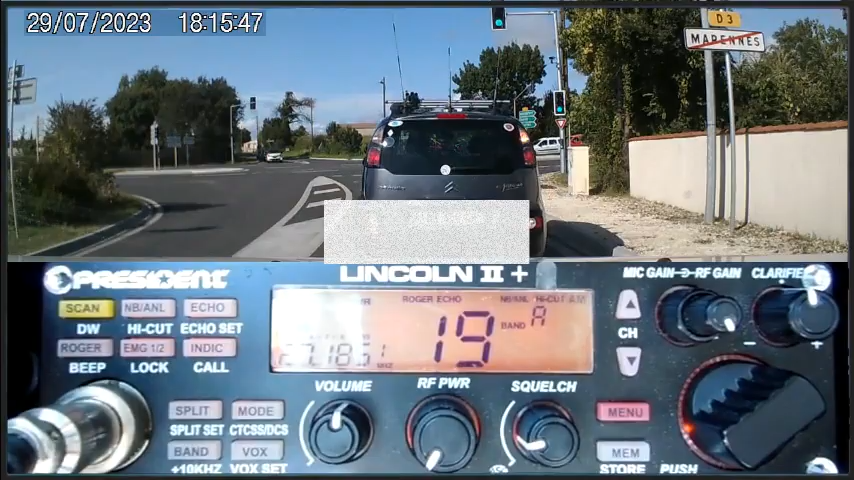 29/07/2023 18:15:47
D 3
MARENNES
PRESIDENT
LINCOLN II +
MIC GAIN RF GAIN CLARIFIER
SCAN NB/ANL ECHO
DW HI-CUT ECHO SET
ROGER EMG 1/2 INDIC
BEEP LOCK CALL
ROGER ECHO NB/ANL HI-CUT
19 BAND A
27.185
MHZ
CH
VOLUME RF PWR SQUELCH
- +
SPLIT MODE
SPLIT SET CTCSS/DCS
BAND VOX
+10KHZ VOX SET
MENU
MEM
STORE PUSH